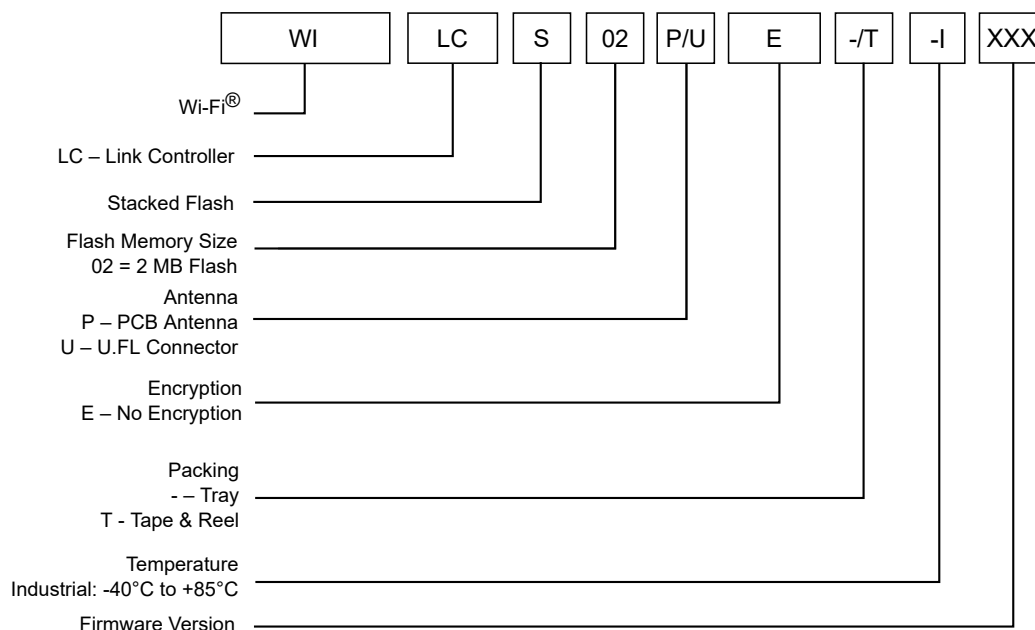 WI LC S 02 P/U E -/T -I XXX
Wi-Fi®
LC – Link Controller
Stacked Flash
Flash Memory Size
02 = 2 MB Flash
Antenna
P – PCB Antenna
U – U.FL Connector
Encryption
E – No Encryption
Packing
- – Tray
T - Tape & Reel
Temperature
Industrial: -40°C to +85°C
Firmware Version